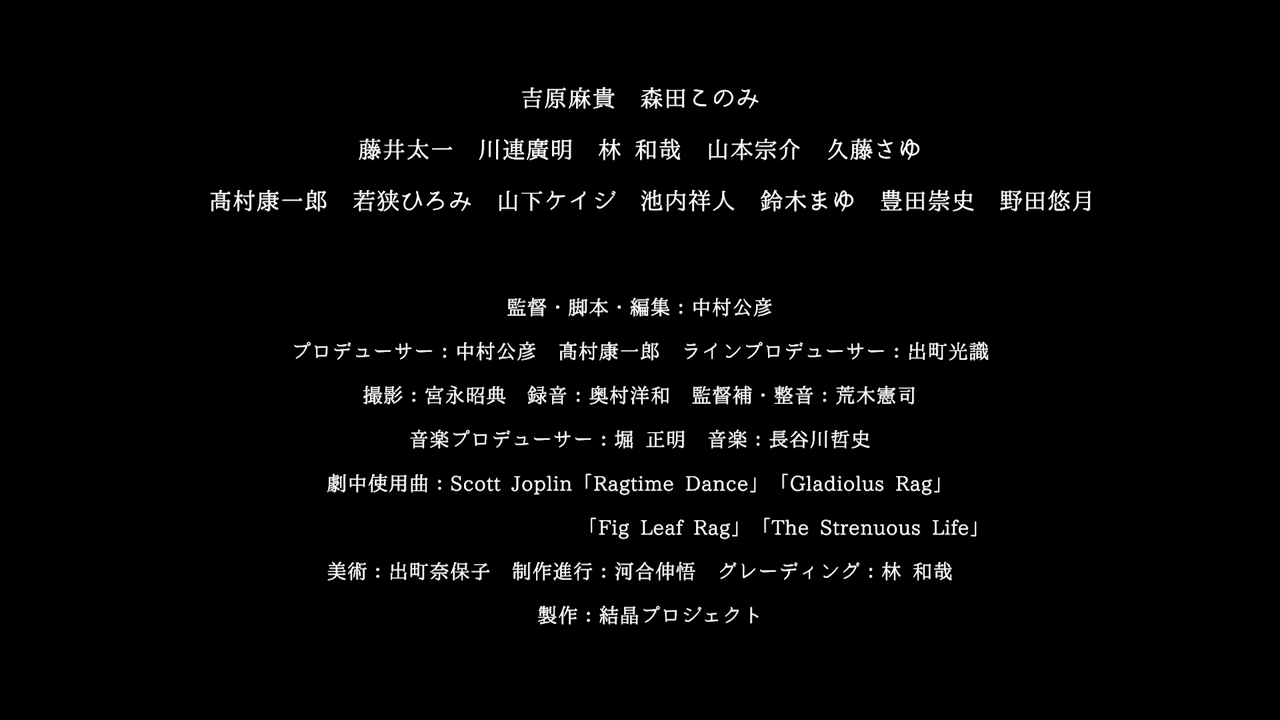 吉原麻貴　森田このみ
藤井太一　川連廣明　林 和哉　山本宗介　久藤さゆ
髙村康一郎　若狭ひろみ　山下ケイジ　池内祥人　鈴木まゆ　豊田崇史　野田悠月
監督・脚本・編集：中村公彦
プロデューサー：中村公彦　髙村康一郎　ラインプロデューサー：出町光識
撮影：宮永昭典　録音：奥村洋和　監督補・整音：荒木憲司
音楽プロデューサー：堀 正明　音楽：長谷川哲史
劇中使用曲：Scott Joplin「Ragtime Dance」「Gladiolus Rag」
「Fig Leaf Rag」「The Strenuous Life」
美術：出町奈保子　制作進行：河合伸悟　グレーディング：林 和哉
製作：結晶プロジェクト